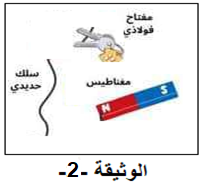 مفتاح
فولاذي
سلك
حديدي
مغناطيس
N S
الوثيقة -2-